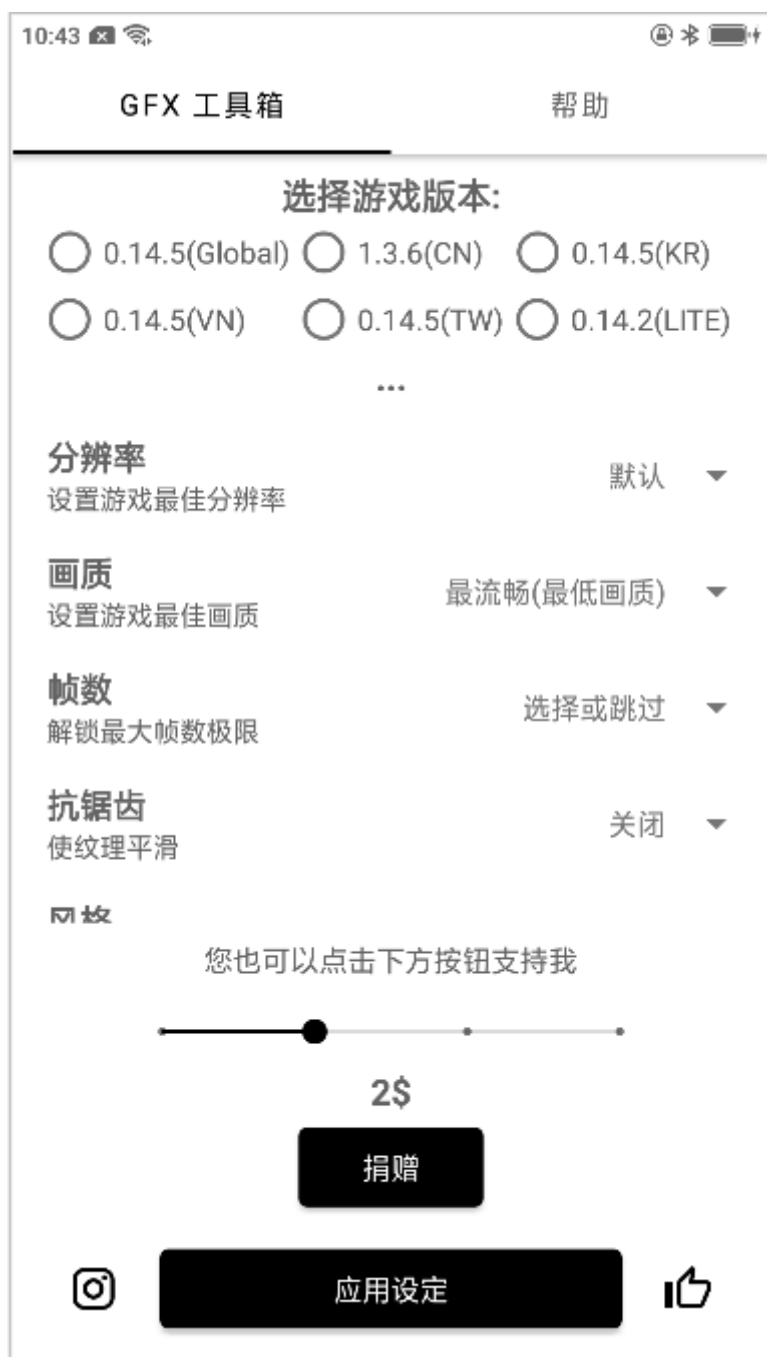 10:43
GFX 工具箱 帮助
选择游戏版本:
0.14.5(Global) 1.3.6(CN) 0.14.5(KR)
0.14.5(VN) 0.14.5(TW) 0.14.2(LITE)
...
分辨率
设置游戏最佳分辨率
默认
画质
设置游戏最佳画质
最流畅(最低画质)
帧数
解锁最大帧数极限
选择或跳过
抗锯齿
使纹理平滑
关闭
风格
您也可以点击下方按钮支持我
2$
捐赠
应用设定